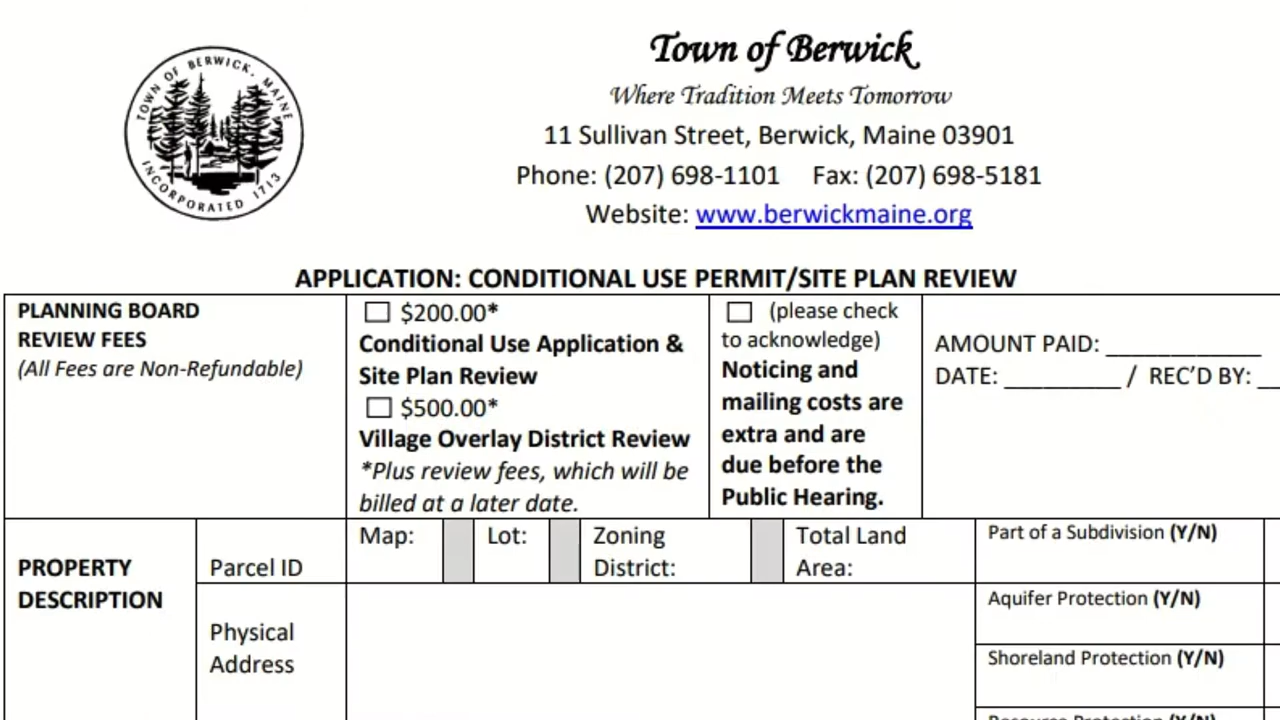 TOWN OF BERWICK, MAINE
INCORPORATED 1713
Town of Berwick
Where Tradition Meets Tomorrow
11 Sullivan Street, Berwick, Maine 03901
Phone: (207) 698-1101 Fax: (207) 698-5181
Website: www.berwickmaine.org
APPLICATION: CONDITIONAL USE PERMIT/SITE PLAN REVIEW
PLANNING BOARD
REVIEW FEES
(All Fees are Non-Refundable)
☐ $200.00*
Conditional Use Application &
Site Plan Review
☐ $500.00*
Village Overlay District Review
*Plus review fees, which will be
billed at a later date.
☐ (please check
to acknowledge)
Noticing and
mailing costs are
extra and are
due before the
Public Hearing.
AMOUNT PAID: ____________
DATE: _________ / REC'D BY: __
PROPERTY
DESCRIPTION
Parcel ID
Map:
Lot:
Zoning
District:
Total Land
Area:
Part of a Subdivision (Y/N)
Physical
Address
Aquifer Protection (Y/N)
Shoreland Protection (Y/N)
Resource Protection (Y/N)